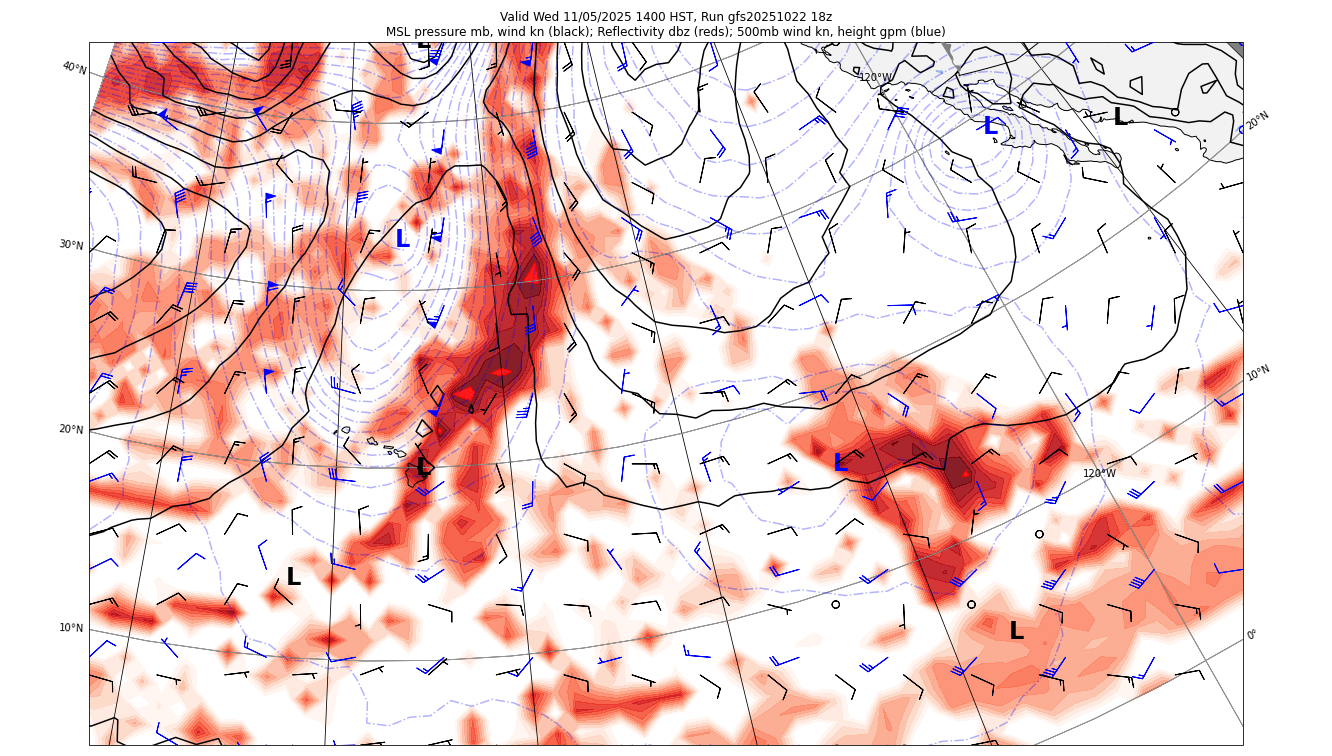 Valid Wed 11/05/2025 1400 HST, Run gfs20251022 18z
MSL pressure mb, wind kn (black); Reflectivity dbz (reds); 500mb wind kn, height gpm (blue)
L
40°N
120°W
L
L
20°N
30°N
L
10°N
20°N
L
L
120°W
L
10°N
L
0°